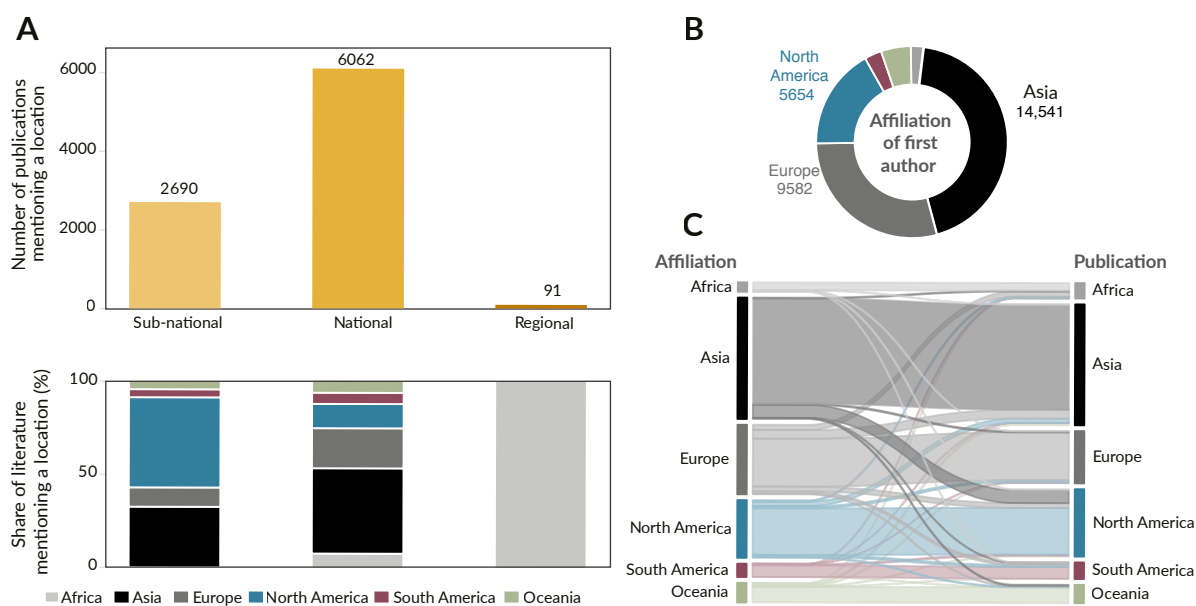 A
Number of publications
mentioning a location
6000
4000
2000
0
2690
6062
91
Sub-national
National
Regional
Share of literature
mentioning a location (%)
100
50
0
Africa
Asia
Europe
North America
South America
Oceania
B
North
America
5654
Asia
14,541
Europe
9582
Affiliation
of first
author
C
Affiliation
Publication
Africa
Asia
Europe
North America
South America
Oceania
Africa
Asia
Europe
North America
South America
Oceania